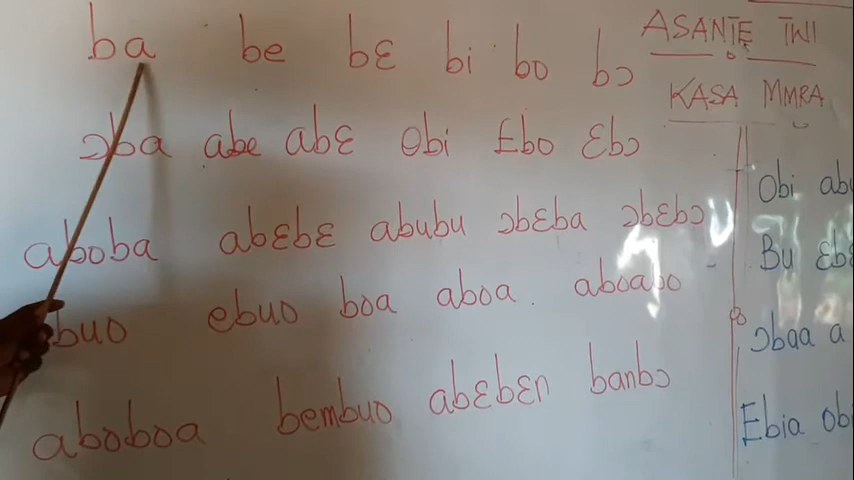 ba be bɛ bi bo bɔ
ɔba abe abɛ Obi Ɛbo Ɛbɔ
aboba abɛbɛ abubu ɔbɛba ɔbɛbɔ
ebuo boa aboa aboabo
aboboa bembuo abɛbɛn banbɔ
ASANTE TWI
KASA MMRA
Obi
Bu
ɔbaa a
Ebia